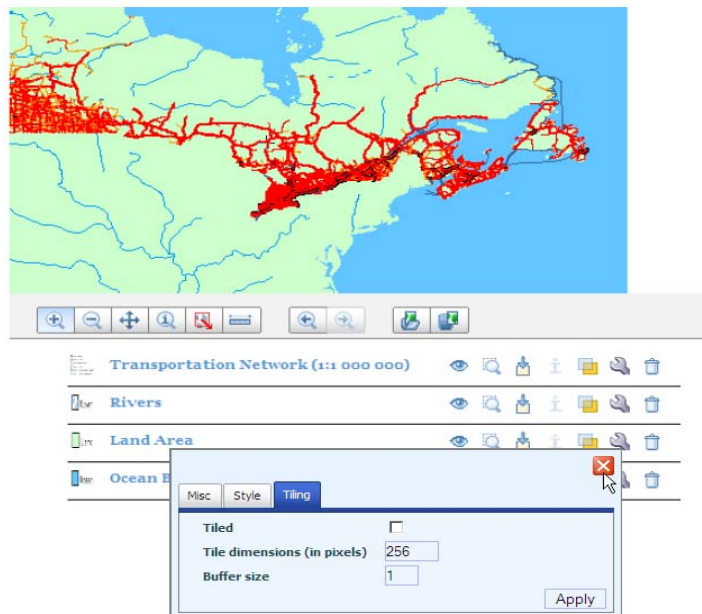 Transportation Network (1:1 000 000)
Rivers
Land Area
Ocean
Misc Style Tiling
Tiled
Tile dimensions (in pixels) 256
Buffer size 1
Apply